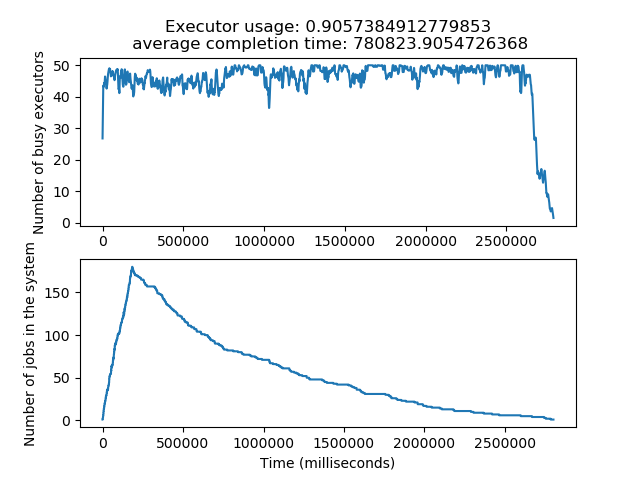 Executor usage: 0.9057384912779853
average completion time: 780823.9054726368
Number of busy executors
50
40
30
20
10
0
0 500000 1000000 1500000 2000000 2500000
Number of jobs in the system
150
100
50
0
0 500000 1000000 1500000 2000000 2500000
Time (milliseconds)